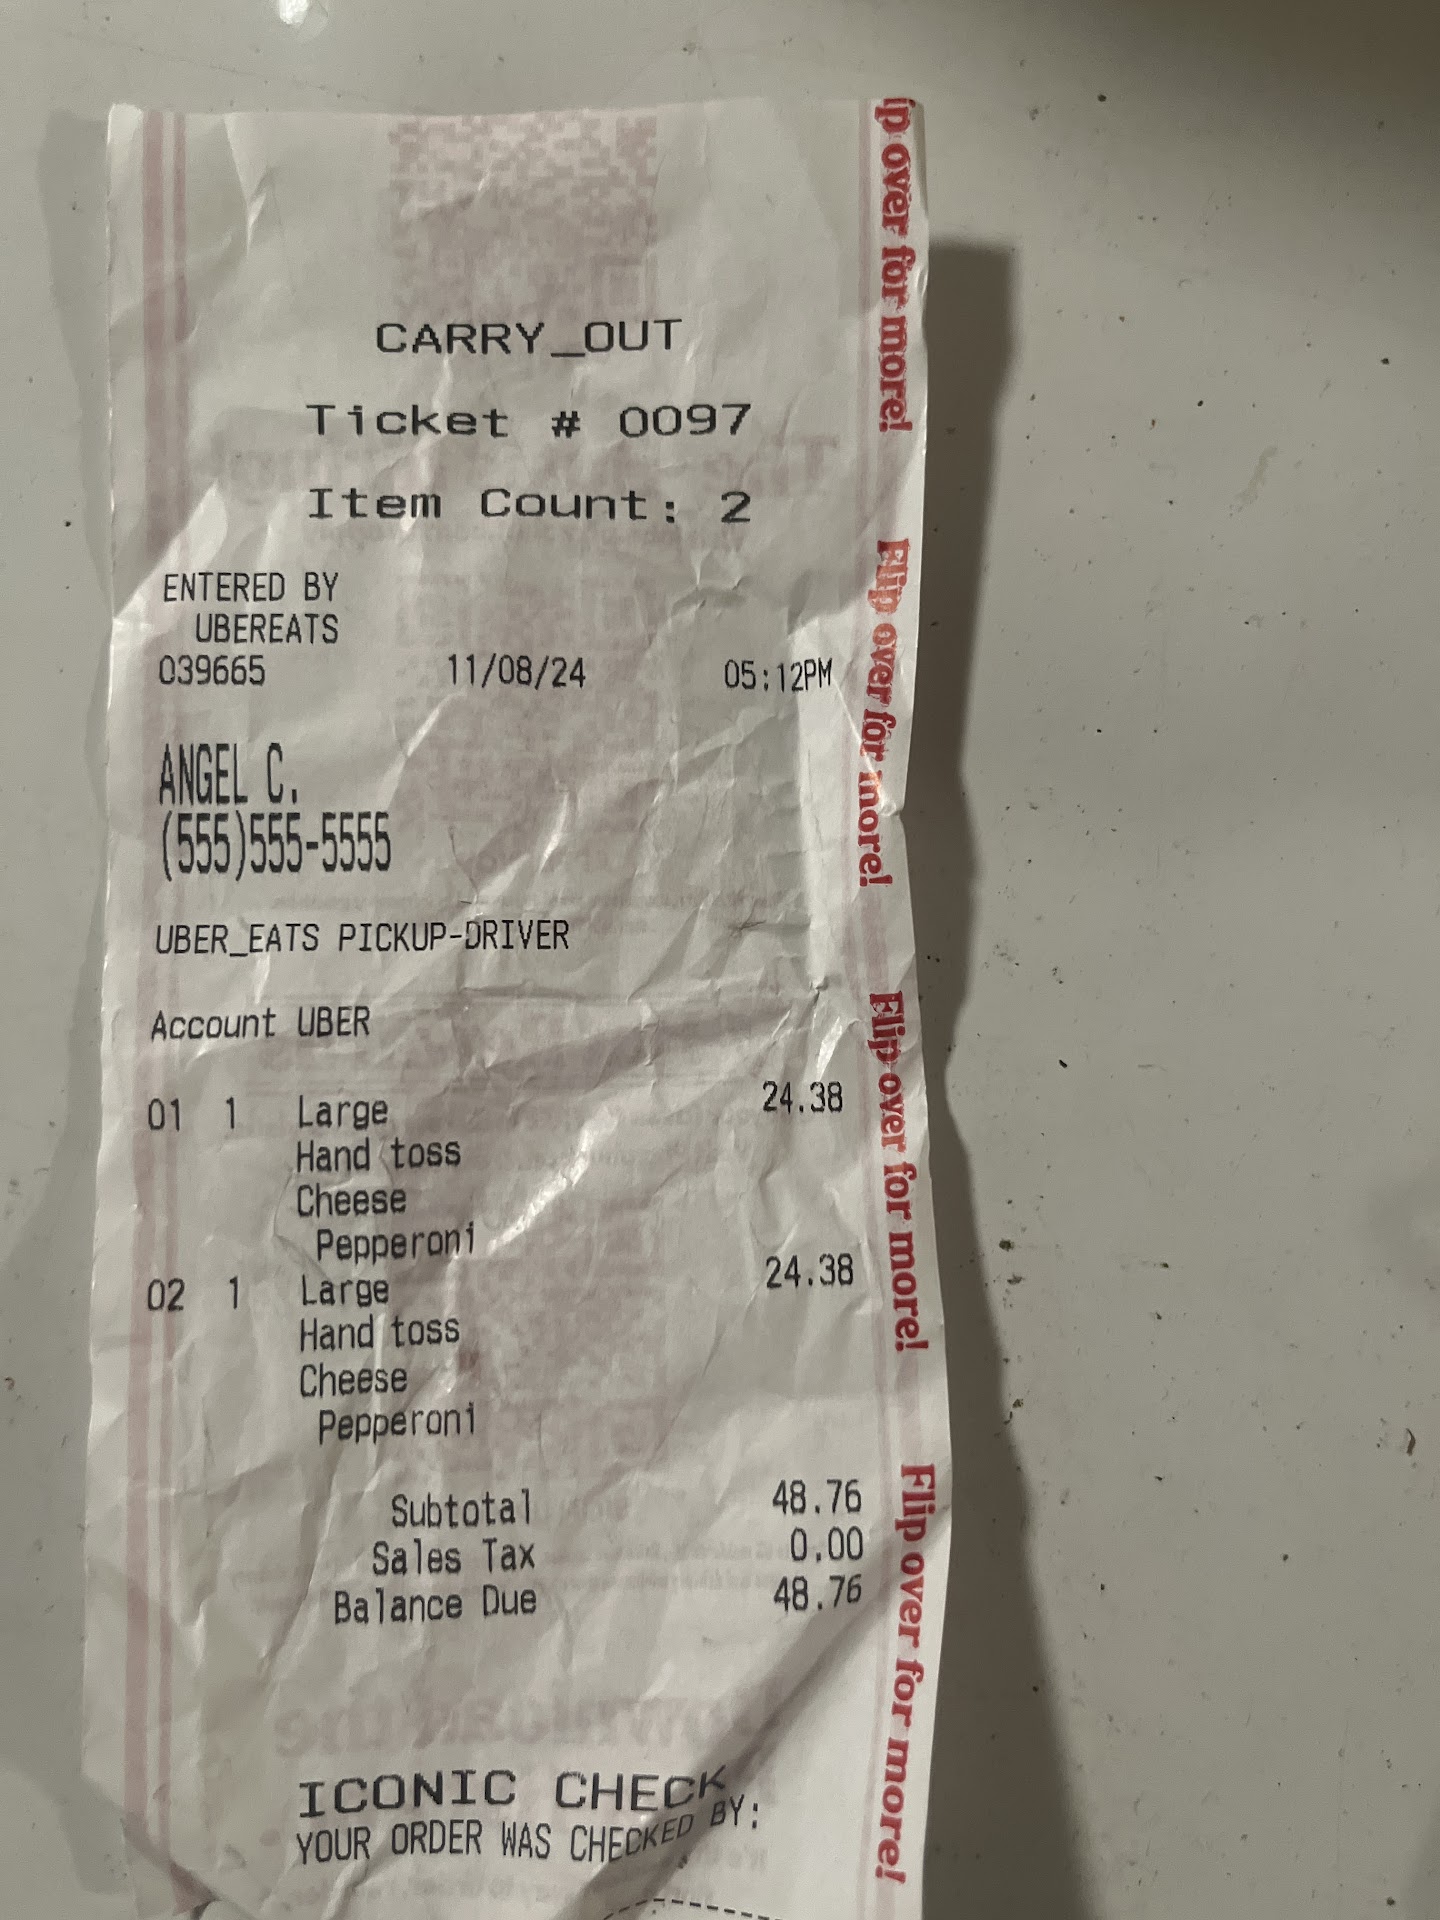 CARRY_OUT
Ticket # 0097
Item Count: 2
ENTERED BY
UBEREATS
039665 11/08/24 05:12PM
ANGEL C.
(555)555-5555
UBER_EATS PICKUP-DRIVER
Account UBER
01 1 Large 24.38
Hand toss
Cheese
Pepperoni
02 1 Large 24.38
Hand toss
Cheese
Pepperoni
Subtotal 48.76
Sales Tax 0.00
Balance Due 48.76
ICONIC CHECK
YOUR ORDER WAS CHECKED BY:
ip over for more!
Flip over for more!
Flip over for more!
Flip over for more!